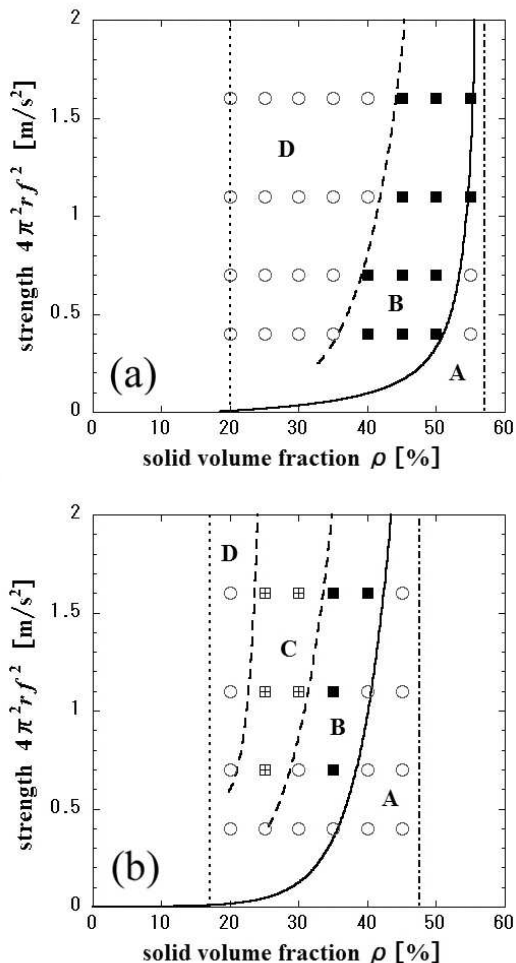 2
1.5
1
0.5
0
D
B
A
(a)
0 10 20 30 40 50 60
solid volume fraction ρ [%]
strength 4π²rf² [m/s²]
2
1.5
1
0.5
0
D
C
B
A
(b)
0 10 20 30 40 50 60
solid volume fraction ρ [%]
strength 4π²rf² [m/s²]